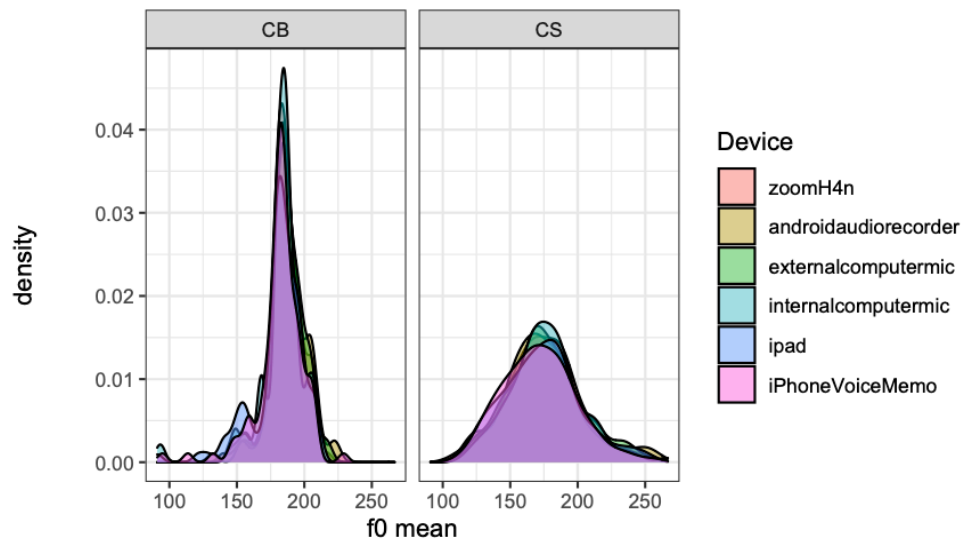 CB
CS
density
0.04
0.03
0.02
0.01
0.00
100 150 200 250
100 150 200 250
f0 mean
Device
zoomH4n
androidaudiorecorder
externalcomputermic
internalcomputermic
ipad
iPhoneVoiceMemo